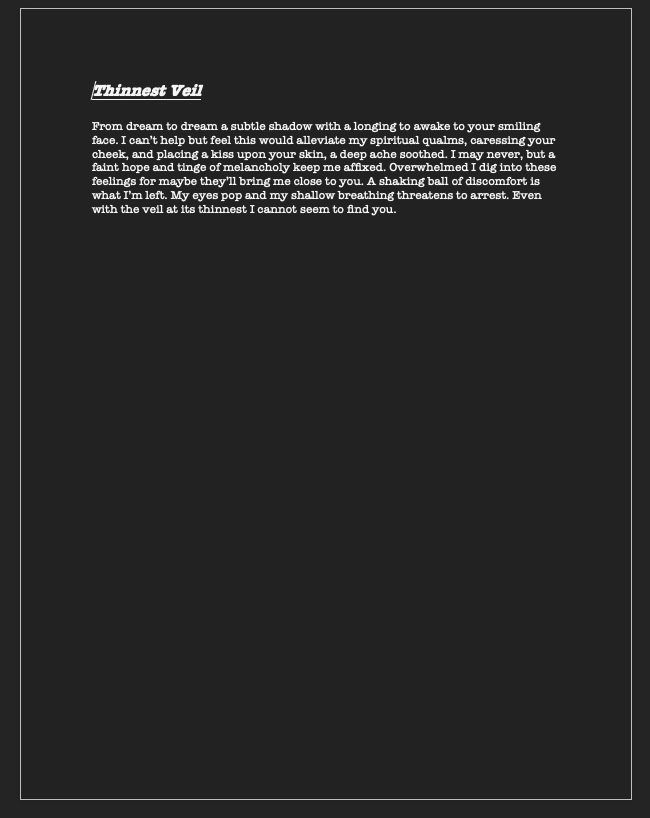 Thinnest Veil
From dream to dream a subtle shadow with a longing to awake to your smiling
face. I can’t help but feel this would alleviate my spiritual qualms, caressing your
cheek, and placing a kiss upon your skin, a deep ache soothed. I may never, but a
faint hope and tinge of melancholy keep me affixed. Overwhelmed I dig into these
feelings for maybe they’ll bring me close to you. A shaking ball of discomfort is
what I’m left. My eyes pop and my shallow breathing threatens to arrest. Even
with the veil at its thinnest I cannot seem to find you.